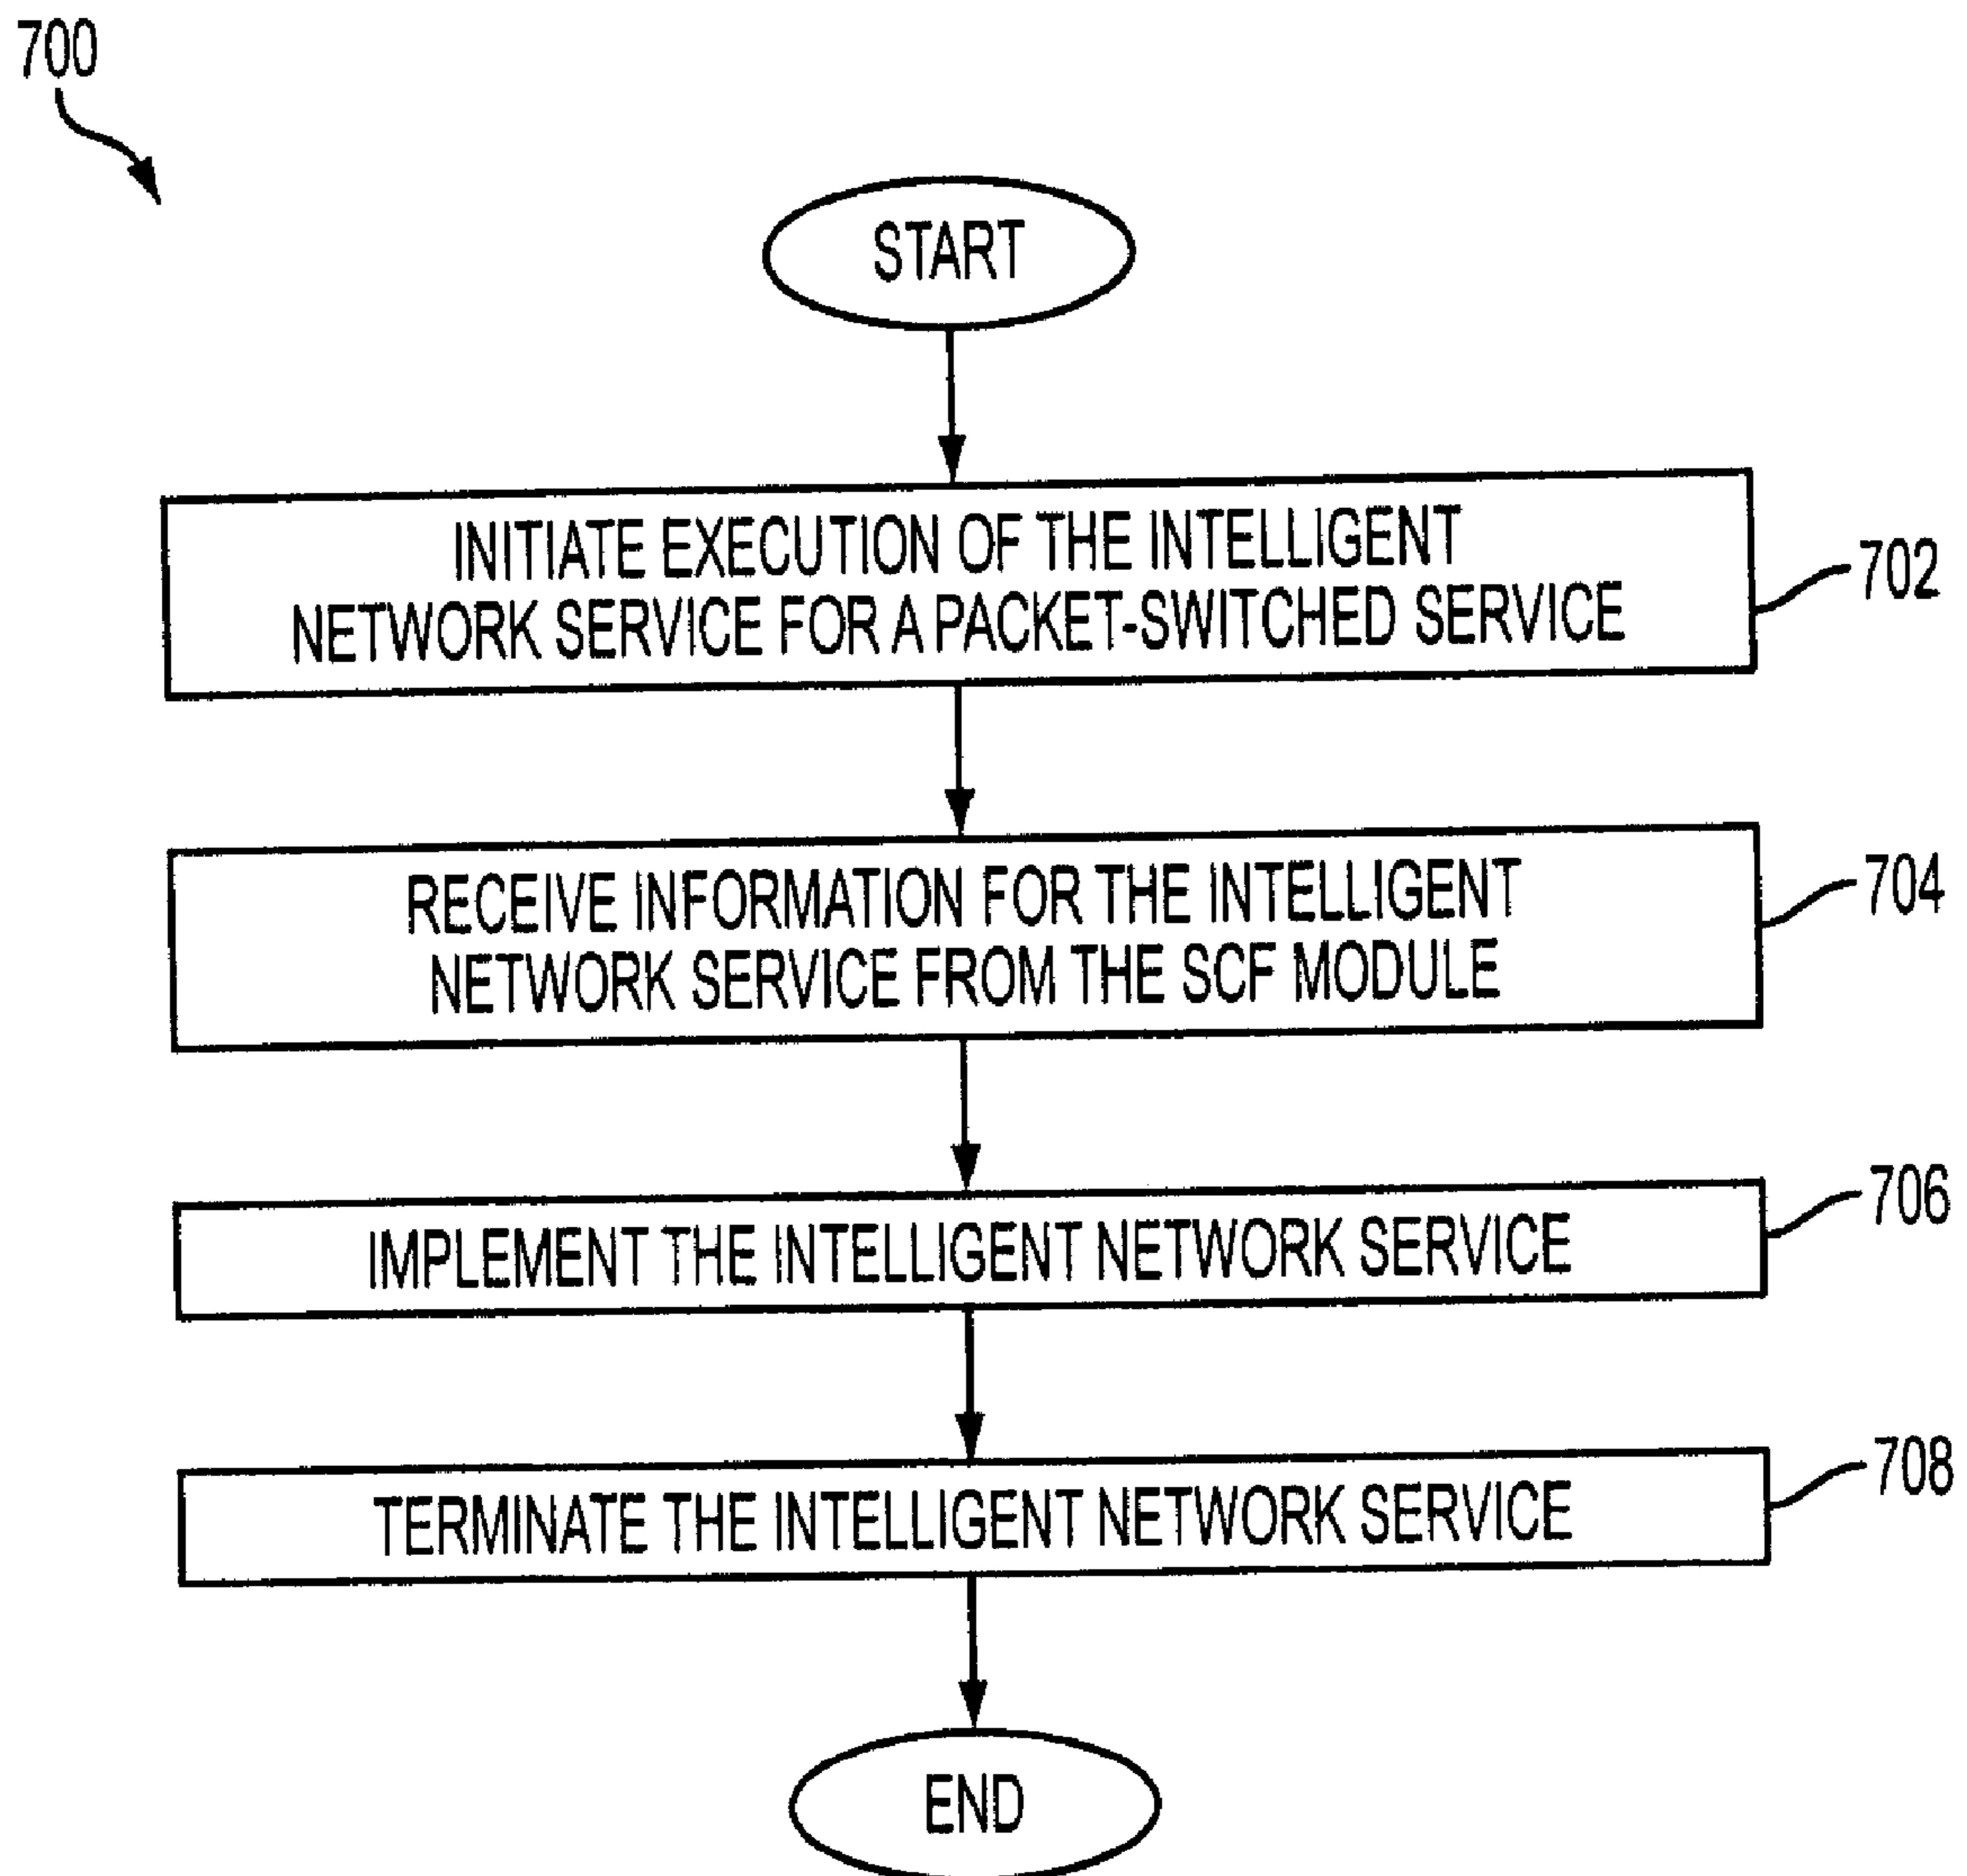 700
START
INITIATE EXECUTION OF THE INTELLIGENT
NETWORK SERVICE FOR A PACKET-SWITCHED SERVICE
702
RECEIVE INFORMATION FOR THE INTELLIGENT
NETWORK SERVICE FROM THE SCF MODULE
704
IMPLEMENT THE INTELLIGENT NETWORK SERVICE
706
TERMINATE THE INTELLIGENT NETWORK SERVICE
708
END